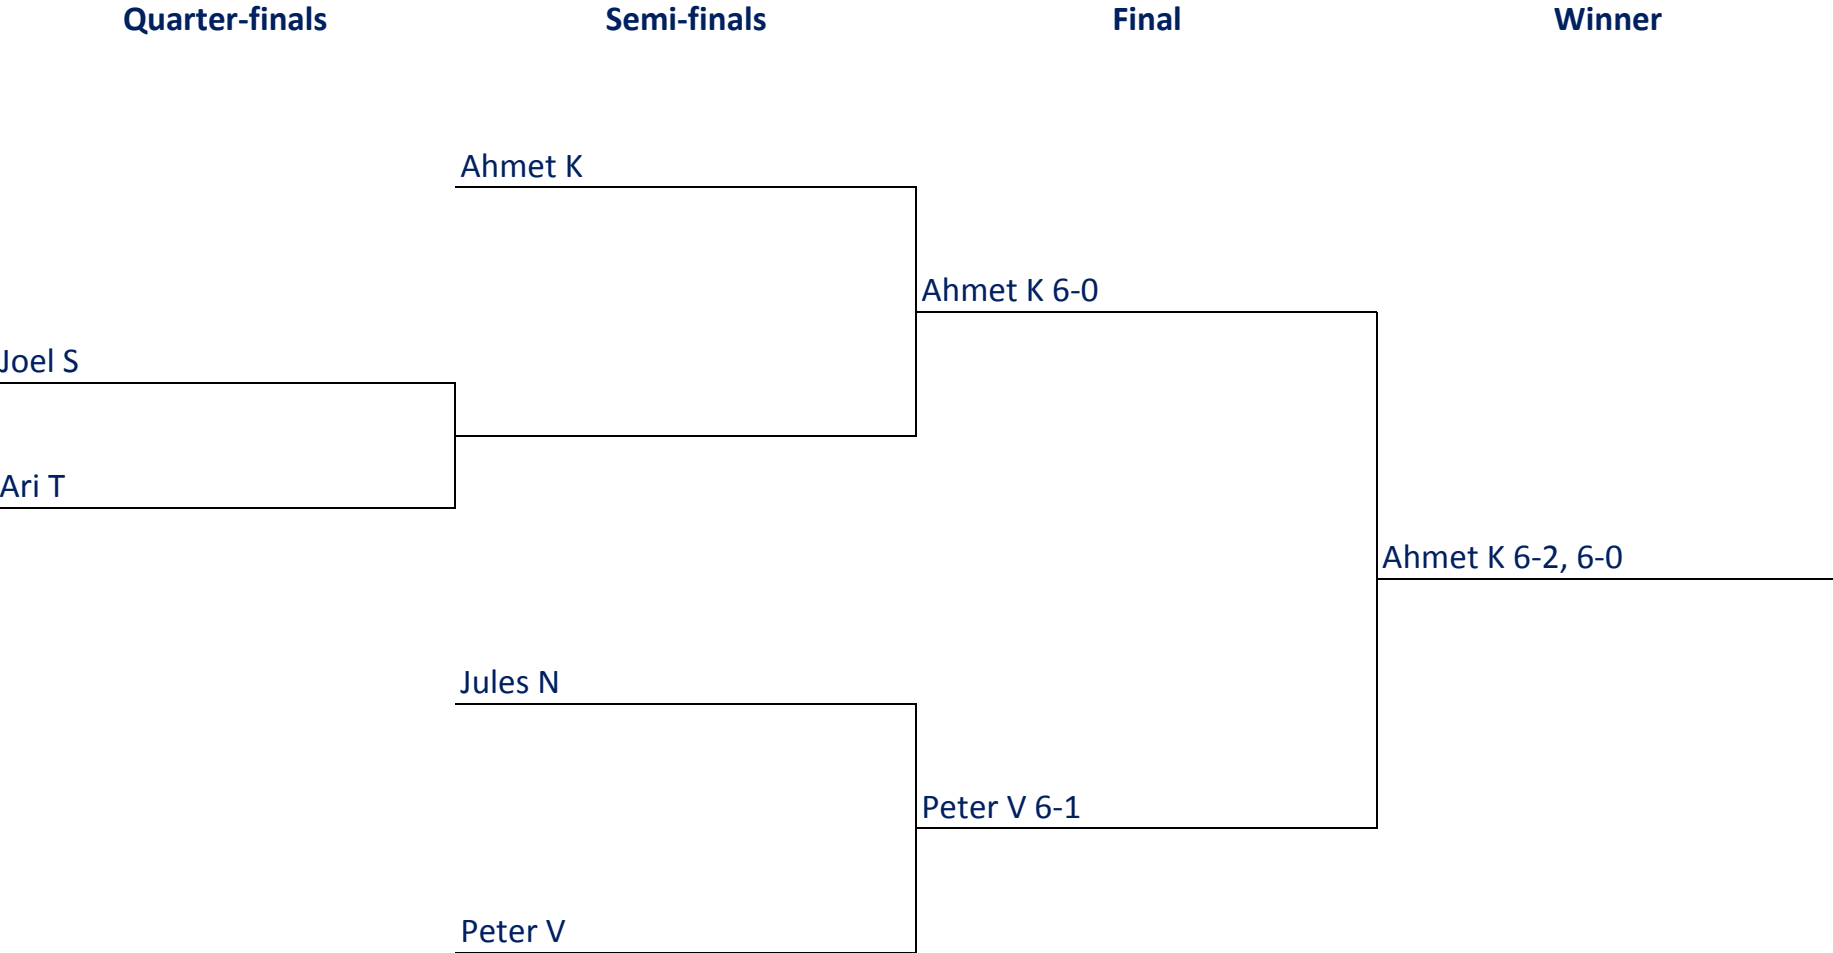 Quarter-finals Semi-finals Final Winner
Ahmet K
Ahmet K 6-0
Joel S
Ari T
Ahmet K 6-2, 6-0
Jules N
Peter V 6-1
Peter V